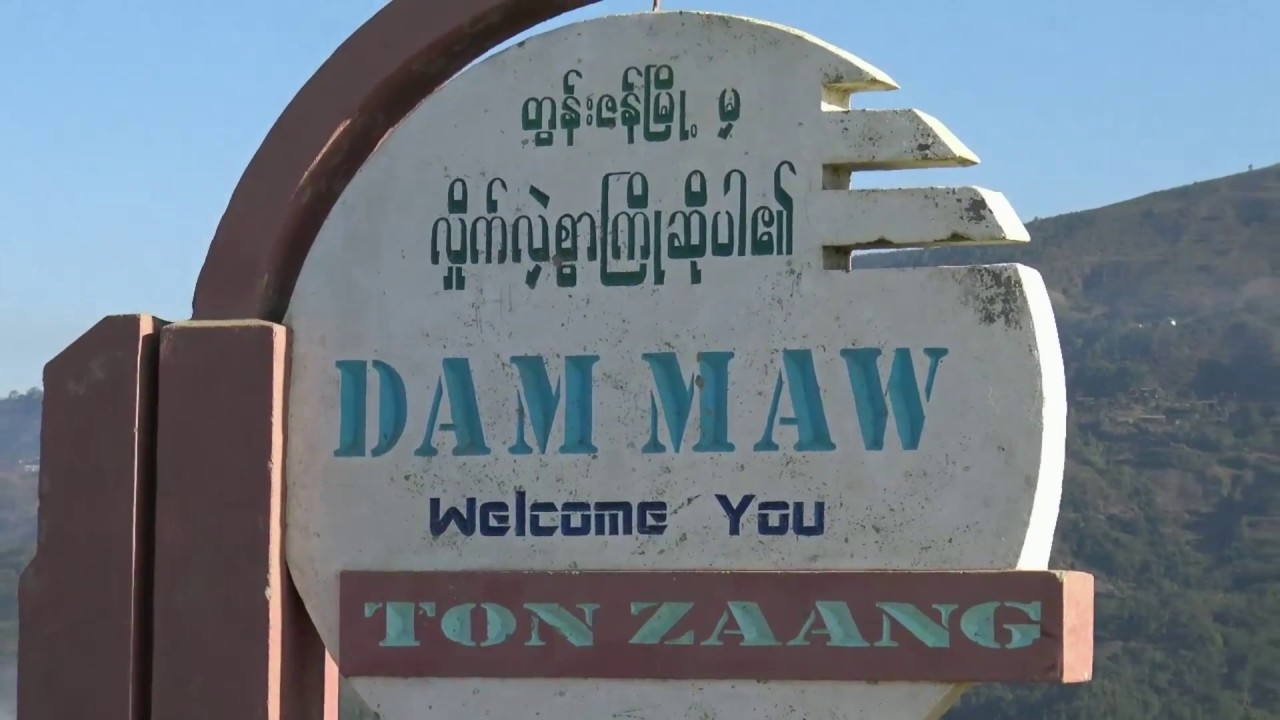 တွန်းဇန်မြို့ မှ
လှိုက်လှဲစွာကြိုဆိုပါ၏
DAM MAW
Welcome You
TON ZAANG